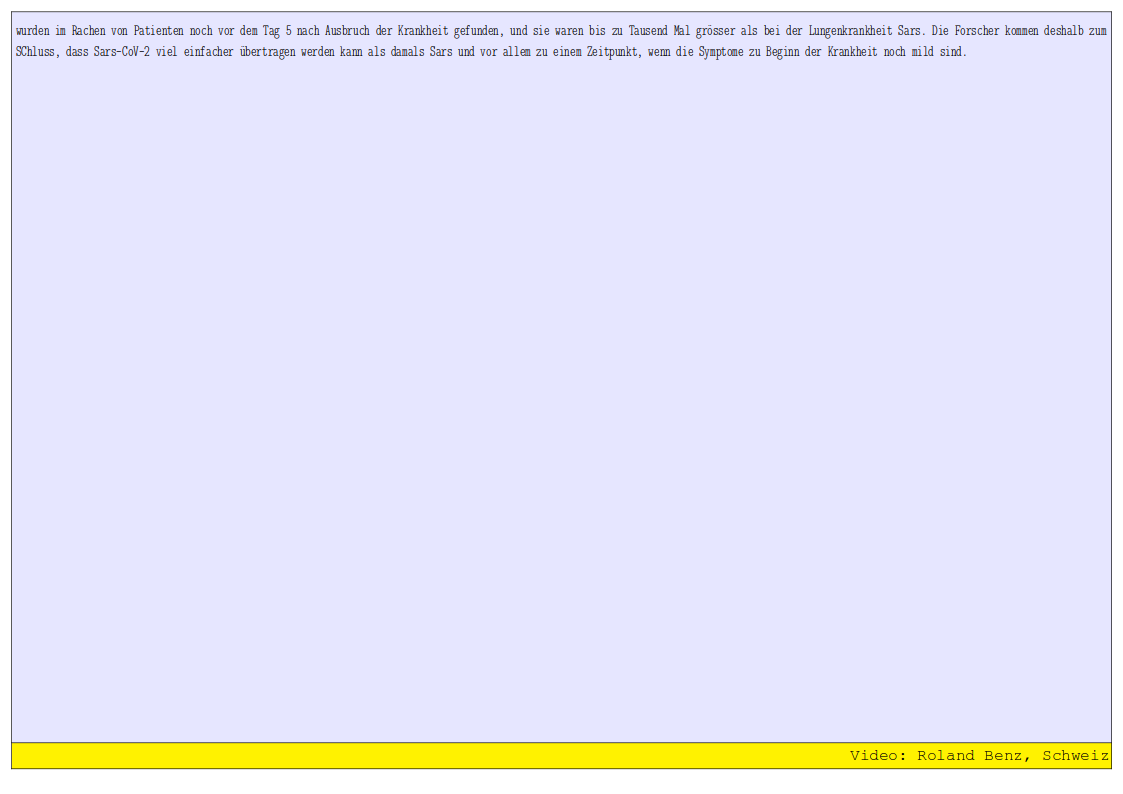 wurden im Rachen von Patienten noch vor dem Tag 5 nach Ausbruch der Krankheit gefunden, und sie waren bis zu Tausend Mal grösser als bei der Lungenkrankheit Sars. Die Forscher kommen deshalb zum
SChluss, dass Sars-CoV-2 viel einfacher übertragen werden kann als damals Sars und vor allem zu einem Zeitpunkt, wenn die Symptome zu Beginn der Krankheit noch mild sind.
Video: Roland Benz, Schweiz